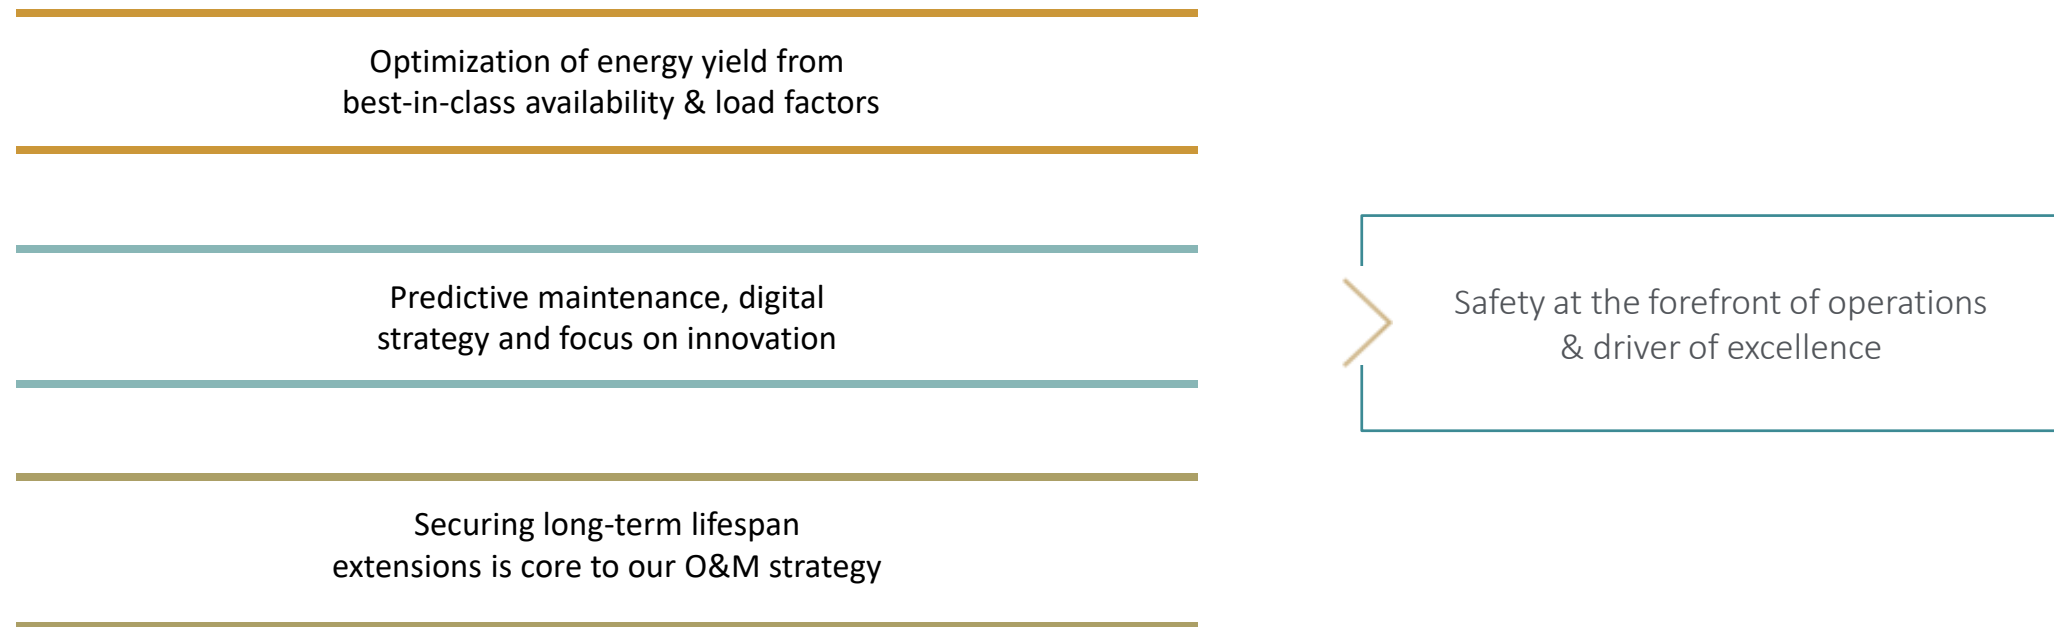 Optimization of energy yield from
best-in-class availability & load factors
Predictive maintenance, digital
strategy and focus on innovation
Securing long-term lifespan
extensions is core to our O&M strategy
Safety at the forefront of operations
& driver of excellence